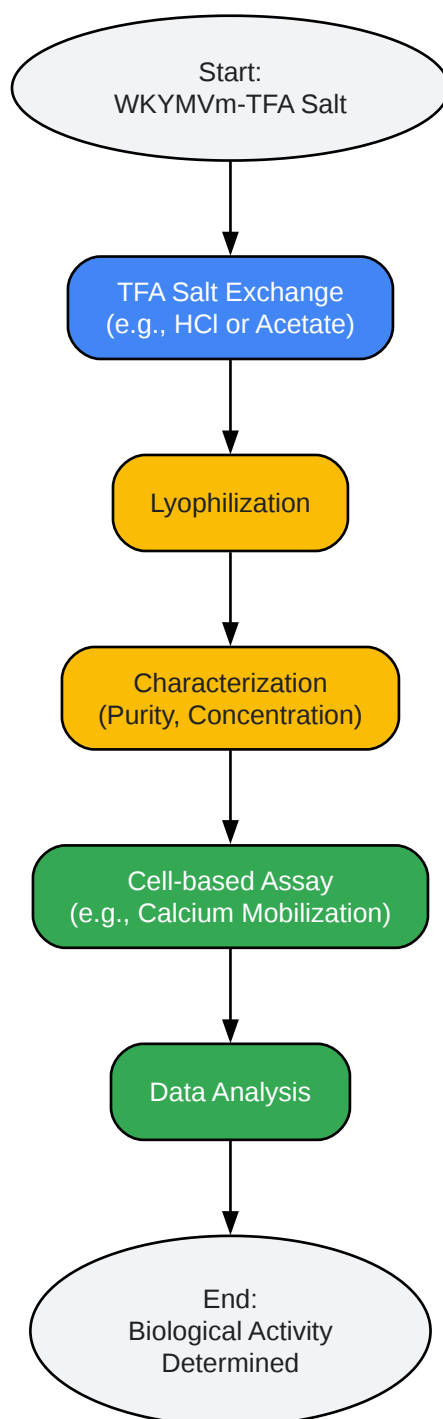 Start:
WKYMVm-TFA Salt
TFA Salt Exchange
(e.g., HCl or Acetate)
Lyophilization
Characterization
(Purity, Concentration)
Cell-based Assay
(e.g., Calcium Mobilization)
Data Analysis
End:
Biological Activity
Determined